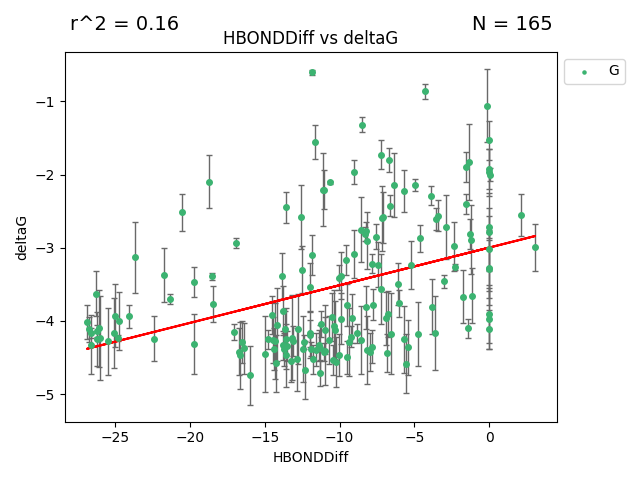 r^2 = 0.16
N = 165
HBONDDiff vs deltaG
G
−1
−2
−3
−4
−5
deltaG
−25 −20 −15 −10 −5 0
HBONDDiff